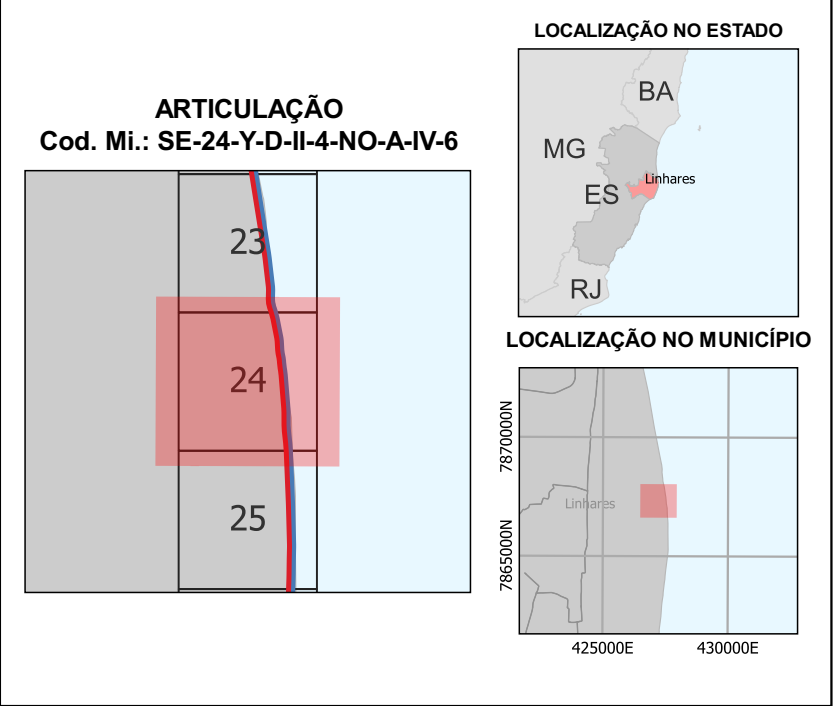 ARTICULAÇÃO
Cod. Mi.: SE-24-Y-D-II-4-NO-A-IV-6
23
24
25
LOCALIZAÇÃO NO ESTADO
BA
MG
Linhares
ES
RJ
LOCALIZAÇÃO NO MUNICÍPIO
7870000N
Linhares
7865000N
425000E
430000E